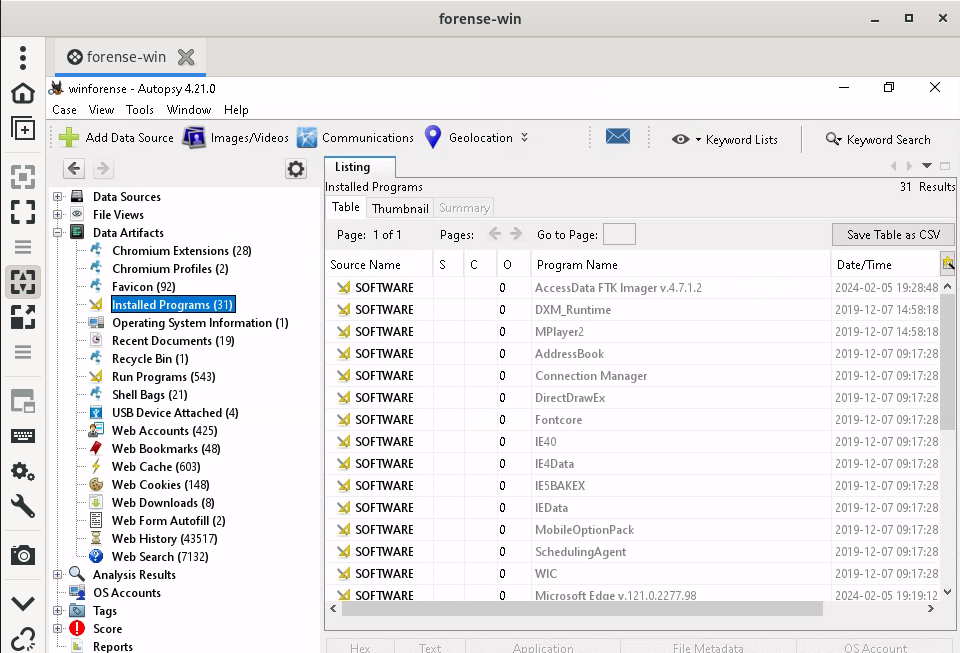 forense-win
forense-win
winforense - Autopsy 4.21.0
Case View Tools Window Help
Add Data Source Images/Videos Communications Geolocation Keyword Lists Keyword Search
Listing
Installed Programs 31 Results
Table Thumbnail Summary
Page: 1 of 1 Pages: Go to Page: Save Table as CSV
Source Name S C O Program Name Date/Time
SOFTWARE 0 AccessData FTK Imager v.4.7.1.2 2024-02-05 19:28:48
SOFTWARE 0 DXM_Runtime 2019-12-07 14:58:18
SOFTWARE 0 MPlayer2 2019-12-07 14:58:18
SOFTWARE 0 AddressBook 2019-12-07 09:17:28
SOFTWARE 0 Connection Manager 2019-12-07 09:17:28
SOFTWARE 0 DirectDrawEx 2019-12-07 09:17:28
SOFTWARE 0 Fontcore 2019-12-07 09:17:28
SOFTWARE 0 IE40 2019-12-07 09:17:28
SOFTWARE 0 IE4Data 2019-12-07 09:17:28
SOFTWARE 0 IE5BAKEX 2019-12-07 09:17:28
SOFTWARE 0 IEData 2019-12-07 09:17:28
SOFTWARE 0 MobileOptionPack 2019-12-07 09:17:28
SOFTWARE 0 SchedulingAgent 2019-12-07 09:17:28
SOFTWARE 0 WIC 2019-12-07 09:17:28
SOFTWARE 0 Microsoft Edge v.121.0.2277.98 2024-02-05 19:19:12
Data Sources
File Views
Data Artifacts
Chromium Extensions (28)
Chromium Profiles (2)
Favicon (92)
Installed Programs (31)
Operating System Information (1)
Recent Documents (19)
Recycle Bin (1)
Run Programs (543)
Shell Bags (21)
USB Device Attached (4)
Web Accounts (425)
Web Bookmarks (48)
Web Cache (603)
Web Cookies (148)
Web Downloads (8)
Web Form Autofill (2)
Web History (43517)
Web Search (7132)
Analysis Results
OS Accounts
Tags
Score
Reports
Hex Text Application File Metadata OS Account